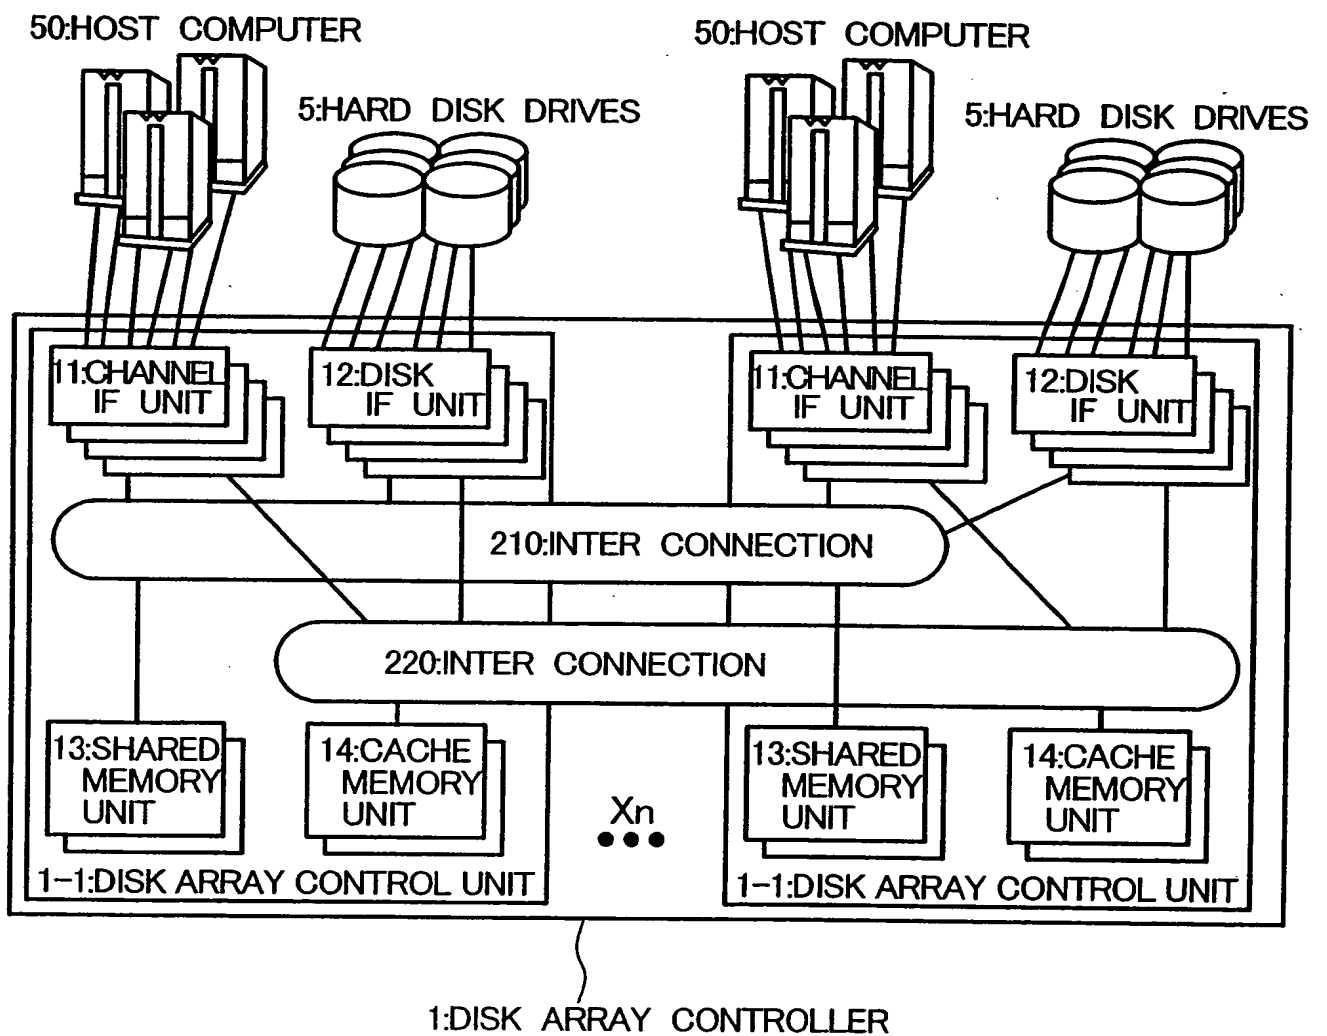 50:HOST COMPUTER
50:HOST COMPUTER
5:HARD DISK DRIVES
5:HARD DISK DRIVES
11:CHANNEL
IF UNIT
12:DISK
IF UNIT
11:CHANNEL
IF UNIT
12:DISK
IF UNIT
210:INTER CONNECTION
220:INTER CONNECTION
13:SHARED
MEMORY
UNIT
14:CACHE
MEMORY
UNIT
Xn
13:SHARED
MEMORY
UNIT
14:CACHE
MEMORY
UNIT
1-1:DISK ARRAY CONTROL UNIT
1-1:DISK ARRAY CONTROL UNIT
1:DISK ARRAY CONTROLLER